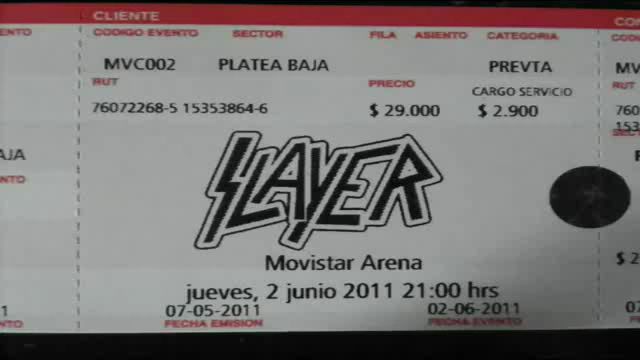 CLIENTE
CODIGO EVENTO SECTOR FILA ASIENTO CATEGORIA
MVC002 PLATEA BAJA PREVTA
RUT PRECIO CARGO SERVICIO
76072268-5 15353864-6 $ 29.000 $ 2.900
SLAYER
Movistar Arena
jueves, 2 junio 2011 21:00 hrs
07-05-2011 02-06-2011
FECHA EMISION FECHA EVENTO